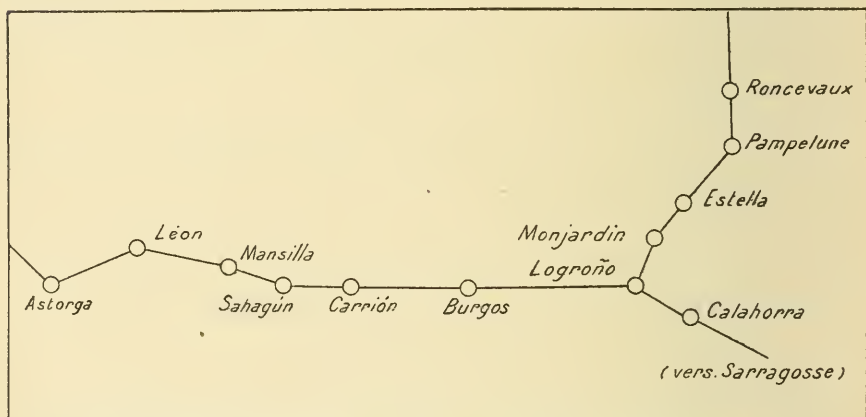 Roncevaux
Pampelune
Estella
Monjardin
Logroño
Calahorra
(vers. Sarragosse)
Léon
Mansilla
Astorga
Sahagún
Carrión
Burgos